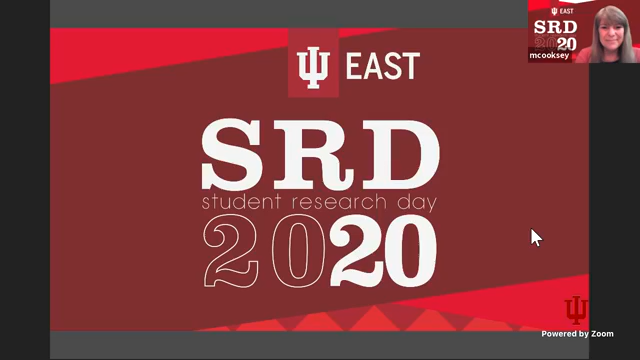 EAST
SRD
student research day
2020
EAST
SRD
2020
mcooksey
Powered by Zoom